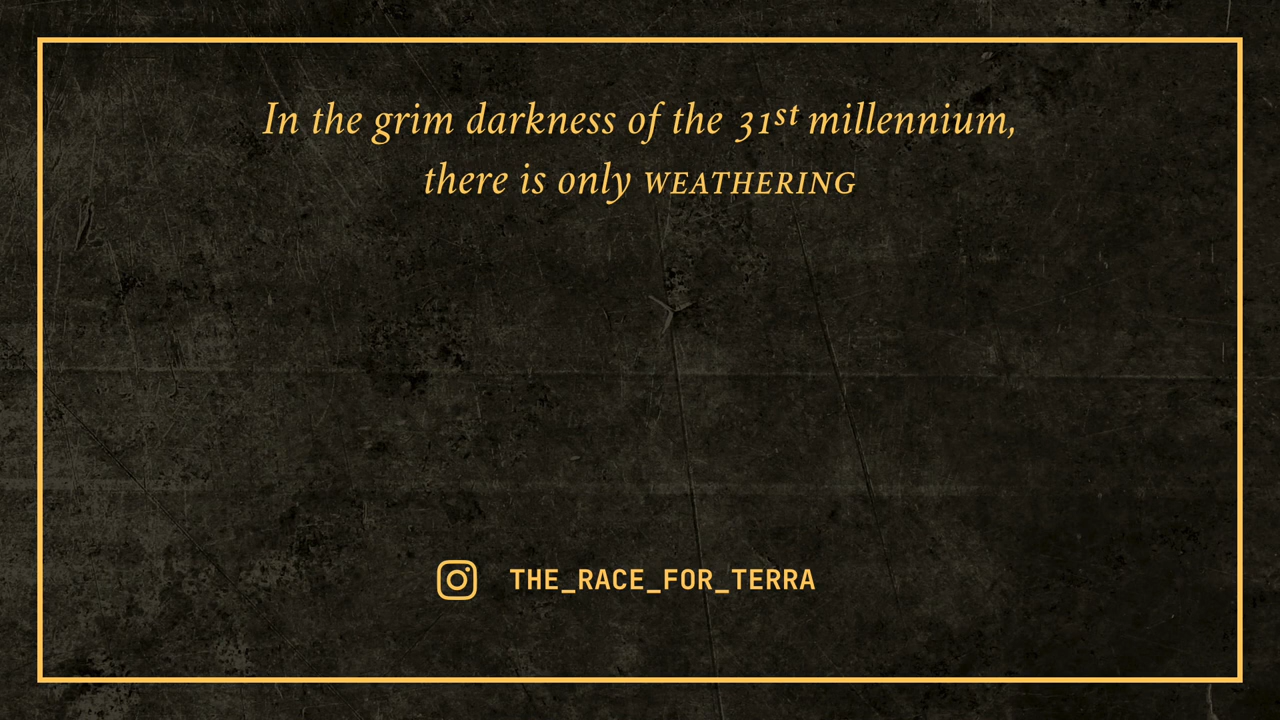 In the grim darkness of the 31st millennium,
there is only WEATHERING
THE_RACE_FOR_TERRA